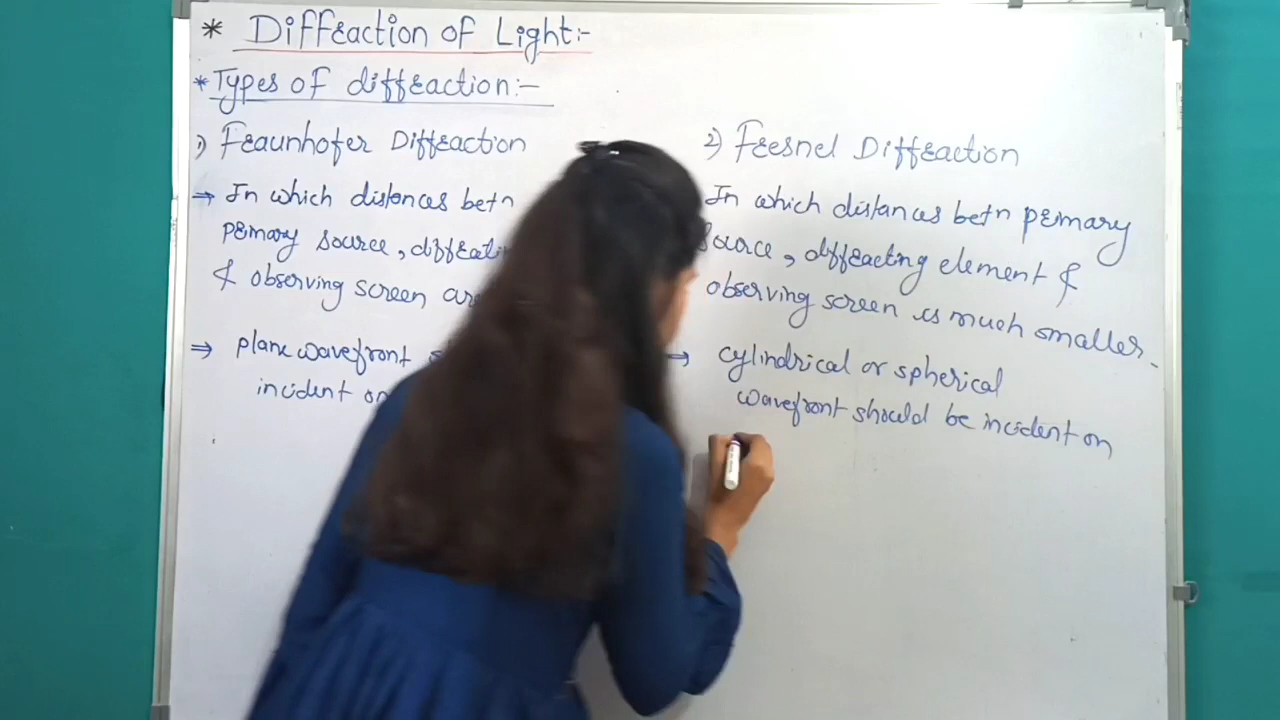 * Diffraction of Light:-
* Types of diffraction:-
1) Fraunhofer Diffraction
→ In which distances betn
primary source, diffracti
& observing screen are
⇒ plane wavefront
incident on
2) Fresnel Diffraction
In which distances betn primary
source, diffracting element &
observing screen is much smaller.
→ cylindrical or spherical
wavefront should be incident on